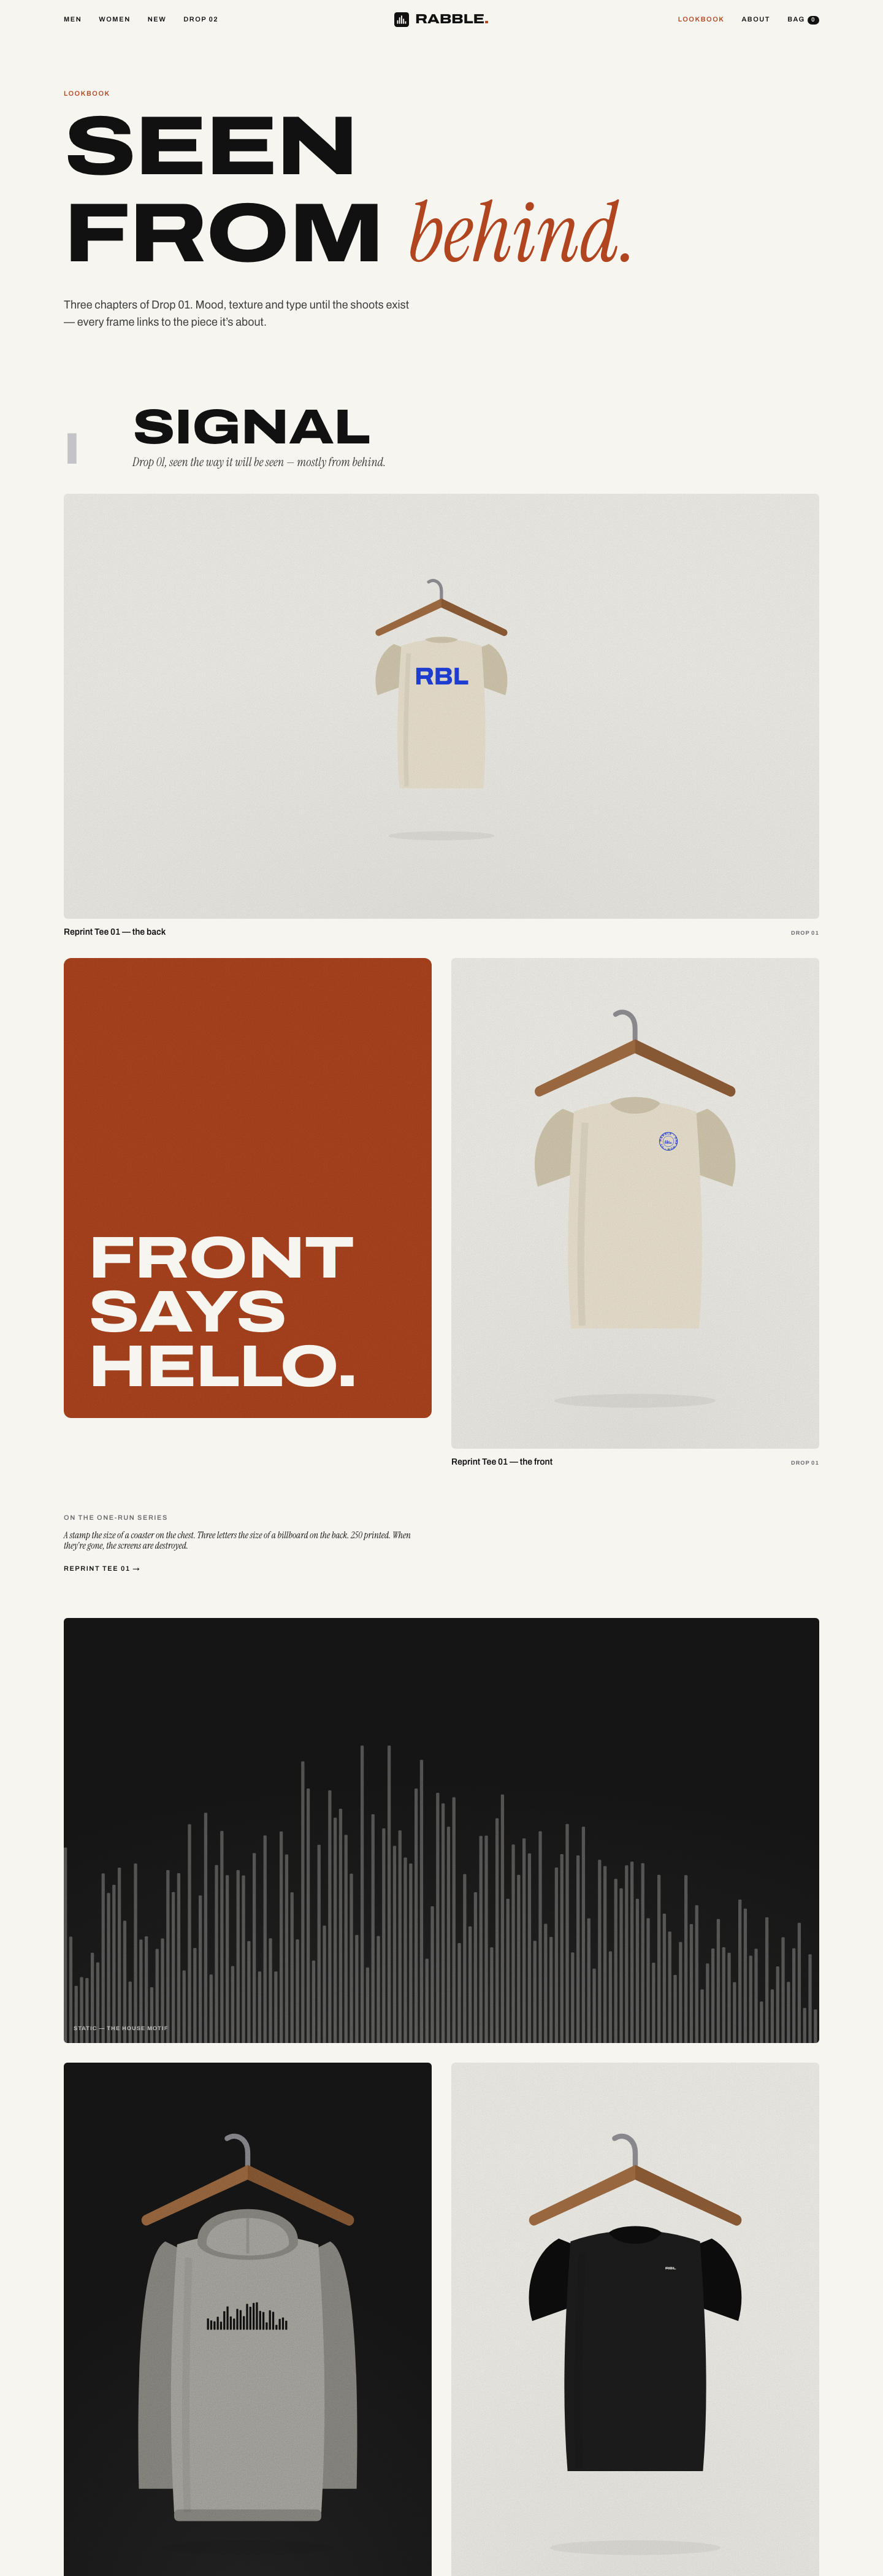 MEN WOMEN NEW DROP 02 RABBLE. LOOKBOOK ABOUT BAG 0
LOOKBOOK
SEEN
FROM behind.
Three chapters of Drop 01. Mood, texture and type until the shoots exist
— every frame links to the piece it's about.
I SIGNAL
Drop 01, seen the way it will be seen — mostly from behind.
RBL
Reprint Tee 01 — the back DROP 01
FRONT
SAYS
HELLO.
Reprint Tee 01 — the front DROP 01
ON THE ONE-RUN SERIES
A stamp the size of a coaster on the chest. Three letters the size of a billboard on the back. 250 printed. When
they're gone, the screens are destroyed.
REPRINT TEE 01 →
STATIC — THE HOUSE MOTIF